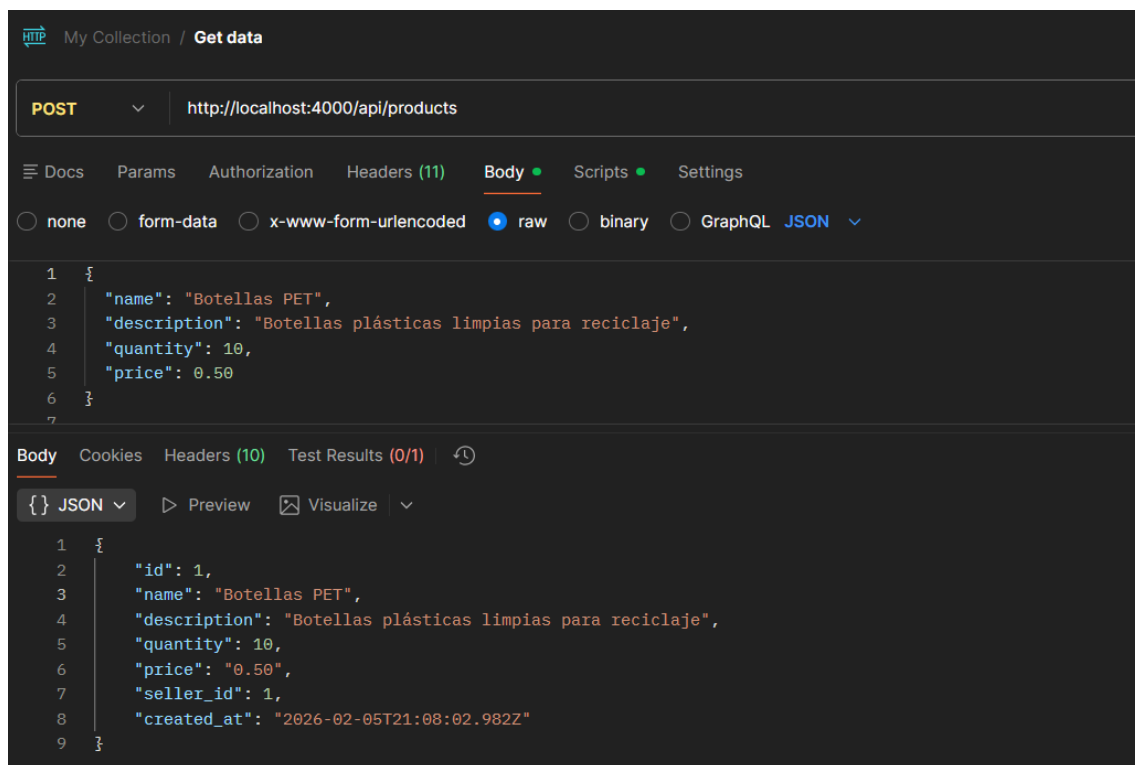 HTTP My Collection / Get data
POST http://localhost:4000/api/products
Docs Params Authorization Headers (11) Body Scripts Settings
none form-data x-www-form-urlencoded raw binary GraphQL JSON
1 {
2 "name": "Botellas PET",
3 "description": "Botellas plásticas limpias para reciclaje",
4 "quantity": 10,
5 "price": 0.50
6 }
7
Body Cookies Headers (10) Test Results (0/1)
{} JSON Preview Visualize
1 {
2 "id": 1,
3 "name": "Botellas PET",
4 "description": "Botellas plásticas limpias para reciclaje",
5 "quantity": 10,
6 "price": "0.50",
7 "seller_id": 1,
8 "created_at": "2026-02-05T21:08:02.982Z"
9 }